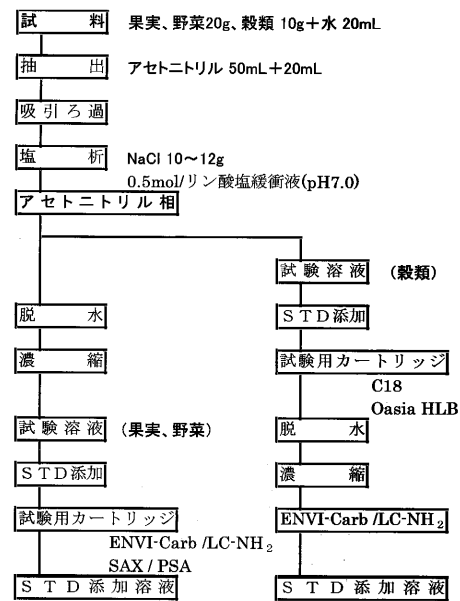 試料 果実、野菜20g、穀類 10g＋水 20mL
抽出 アセトニトリル 50mL＋20mL
吸引ろ過
塩析 NaCl 10～12g
0.5mol/リン酸塩緩衝液(pH7.0)
アセトニトリル相
試験溶液 (穀類)
脱水 STD添加
濃縮 試験用カートリッジ
C18
Oasia HLB
試験溶液 (果実、野菜) 脱水
STD添加 濃縮
試験用カートリッジ ENVI-Carb /LC-NH₂
ENVI-Carb /LC-NH₂
SAX / PSA
STD添加溶液 STD添加溶液